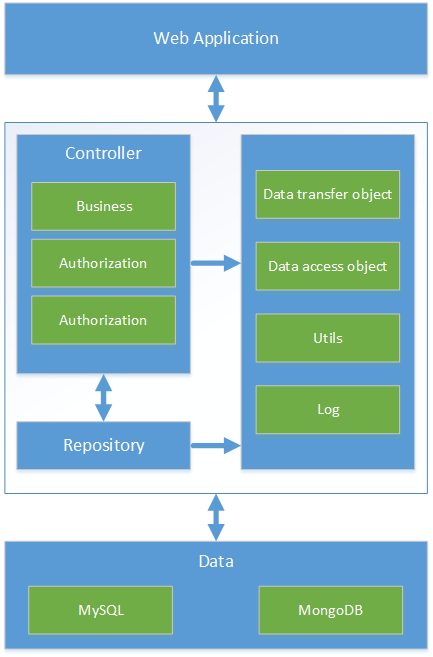 Web Application
Controller
Business
Authorization
Authorization
Repository
Data transfer object
Data access object
Utils
Log
Data
MySQL
MongoDB